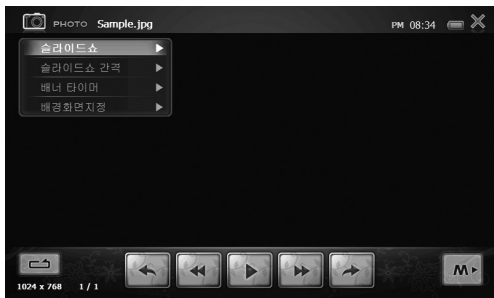 PHOTO Sample.jpg PM 08:34
슬라이드쇼
슬라이드쇼 간격
배너 타이머
배경화면지정
1024 x 768 1 / 1
M